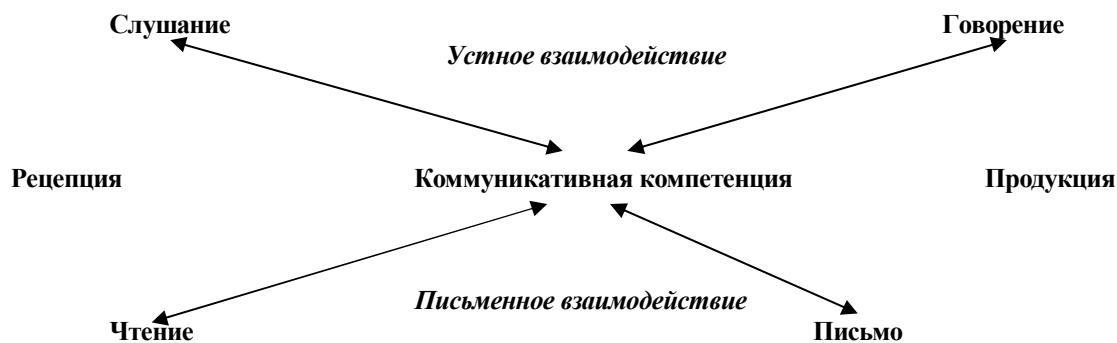 Слушание Говорение
Устное взаимодействие
Рецепция Коммуникативная компетенция Продукция
Письменное взаимодействие
Чтение Письмо